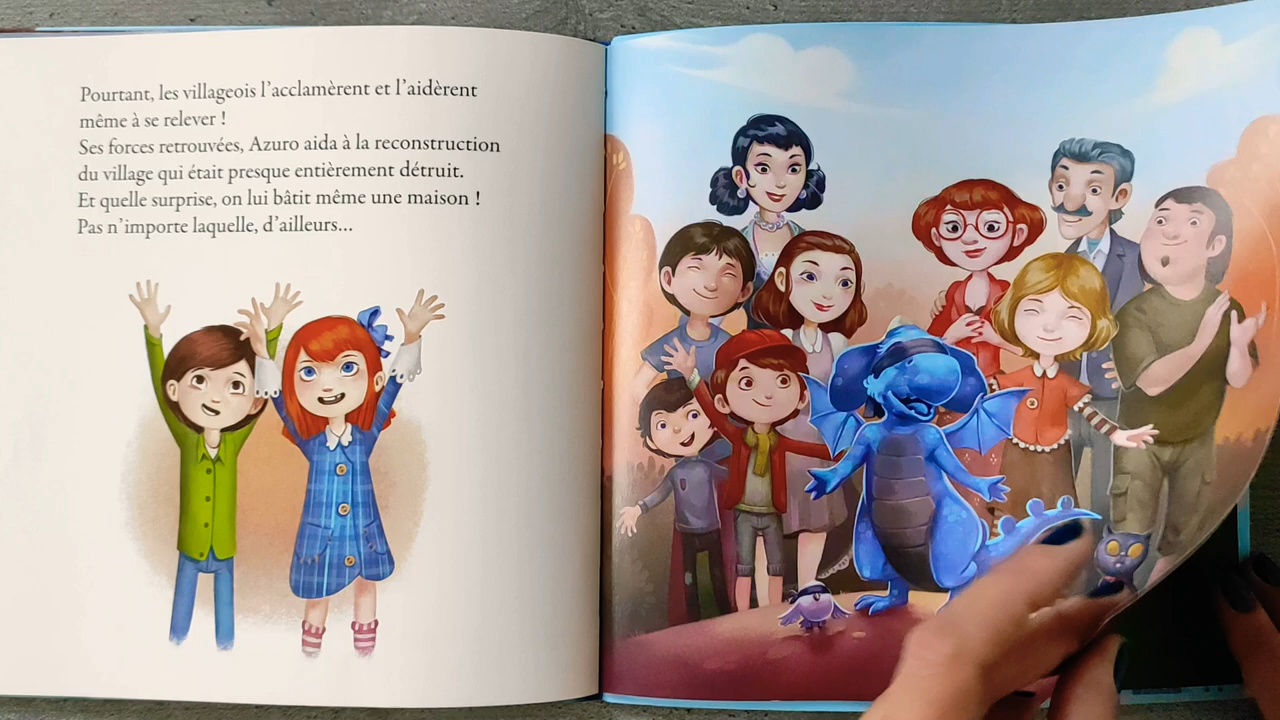 Pourtant, les villageois l’acclamèrent et l’aidèrent
même à se relever !
Ses forces retrouvées, Azuro aida à la reconstruction
du village qui était presque entièrement détruit.
Et quelle surprise, on lui bâtit même une maison !
Pas n’importe laquelle, d’ailleurs...